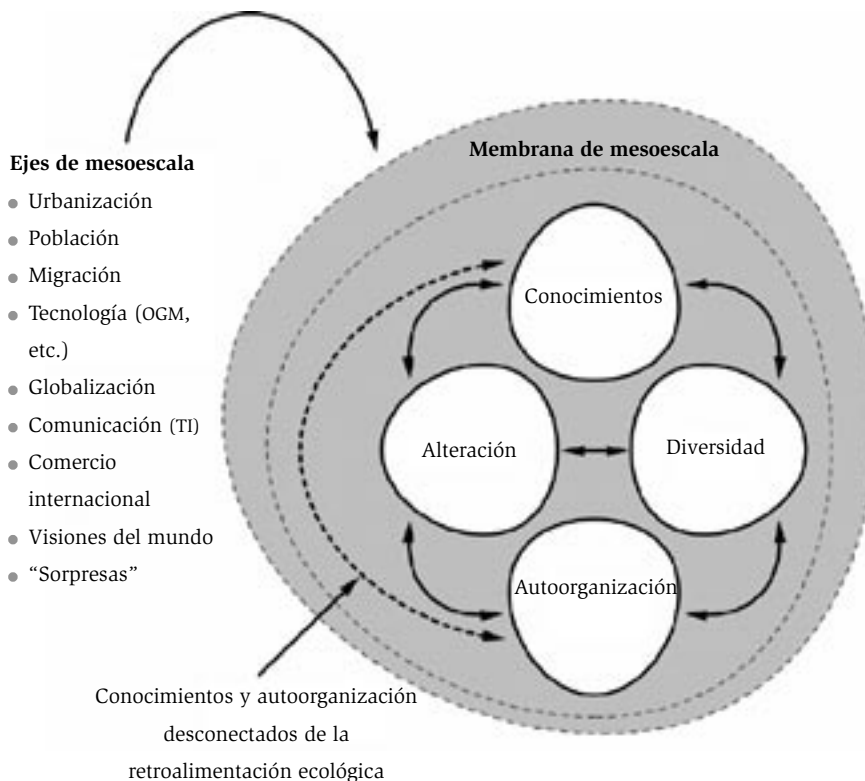 Ejes de mesoescala
● Urbanización
● Población
● Migración
● Tecnología (OGM,
etc.)
● Globalización
● Comunicación (TI)
● Comercio
internacional
● Visiones del mundo
● “Sorpresas”
Membrana de mesoescala
Conocimientos
Alteración
Diversidad
Autoorganización
Conocimientos y autoorganización
desconectados de la
retroalimentación ecológica